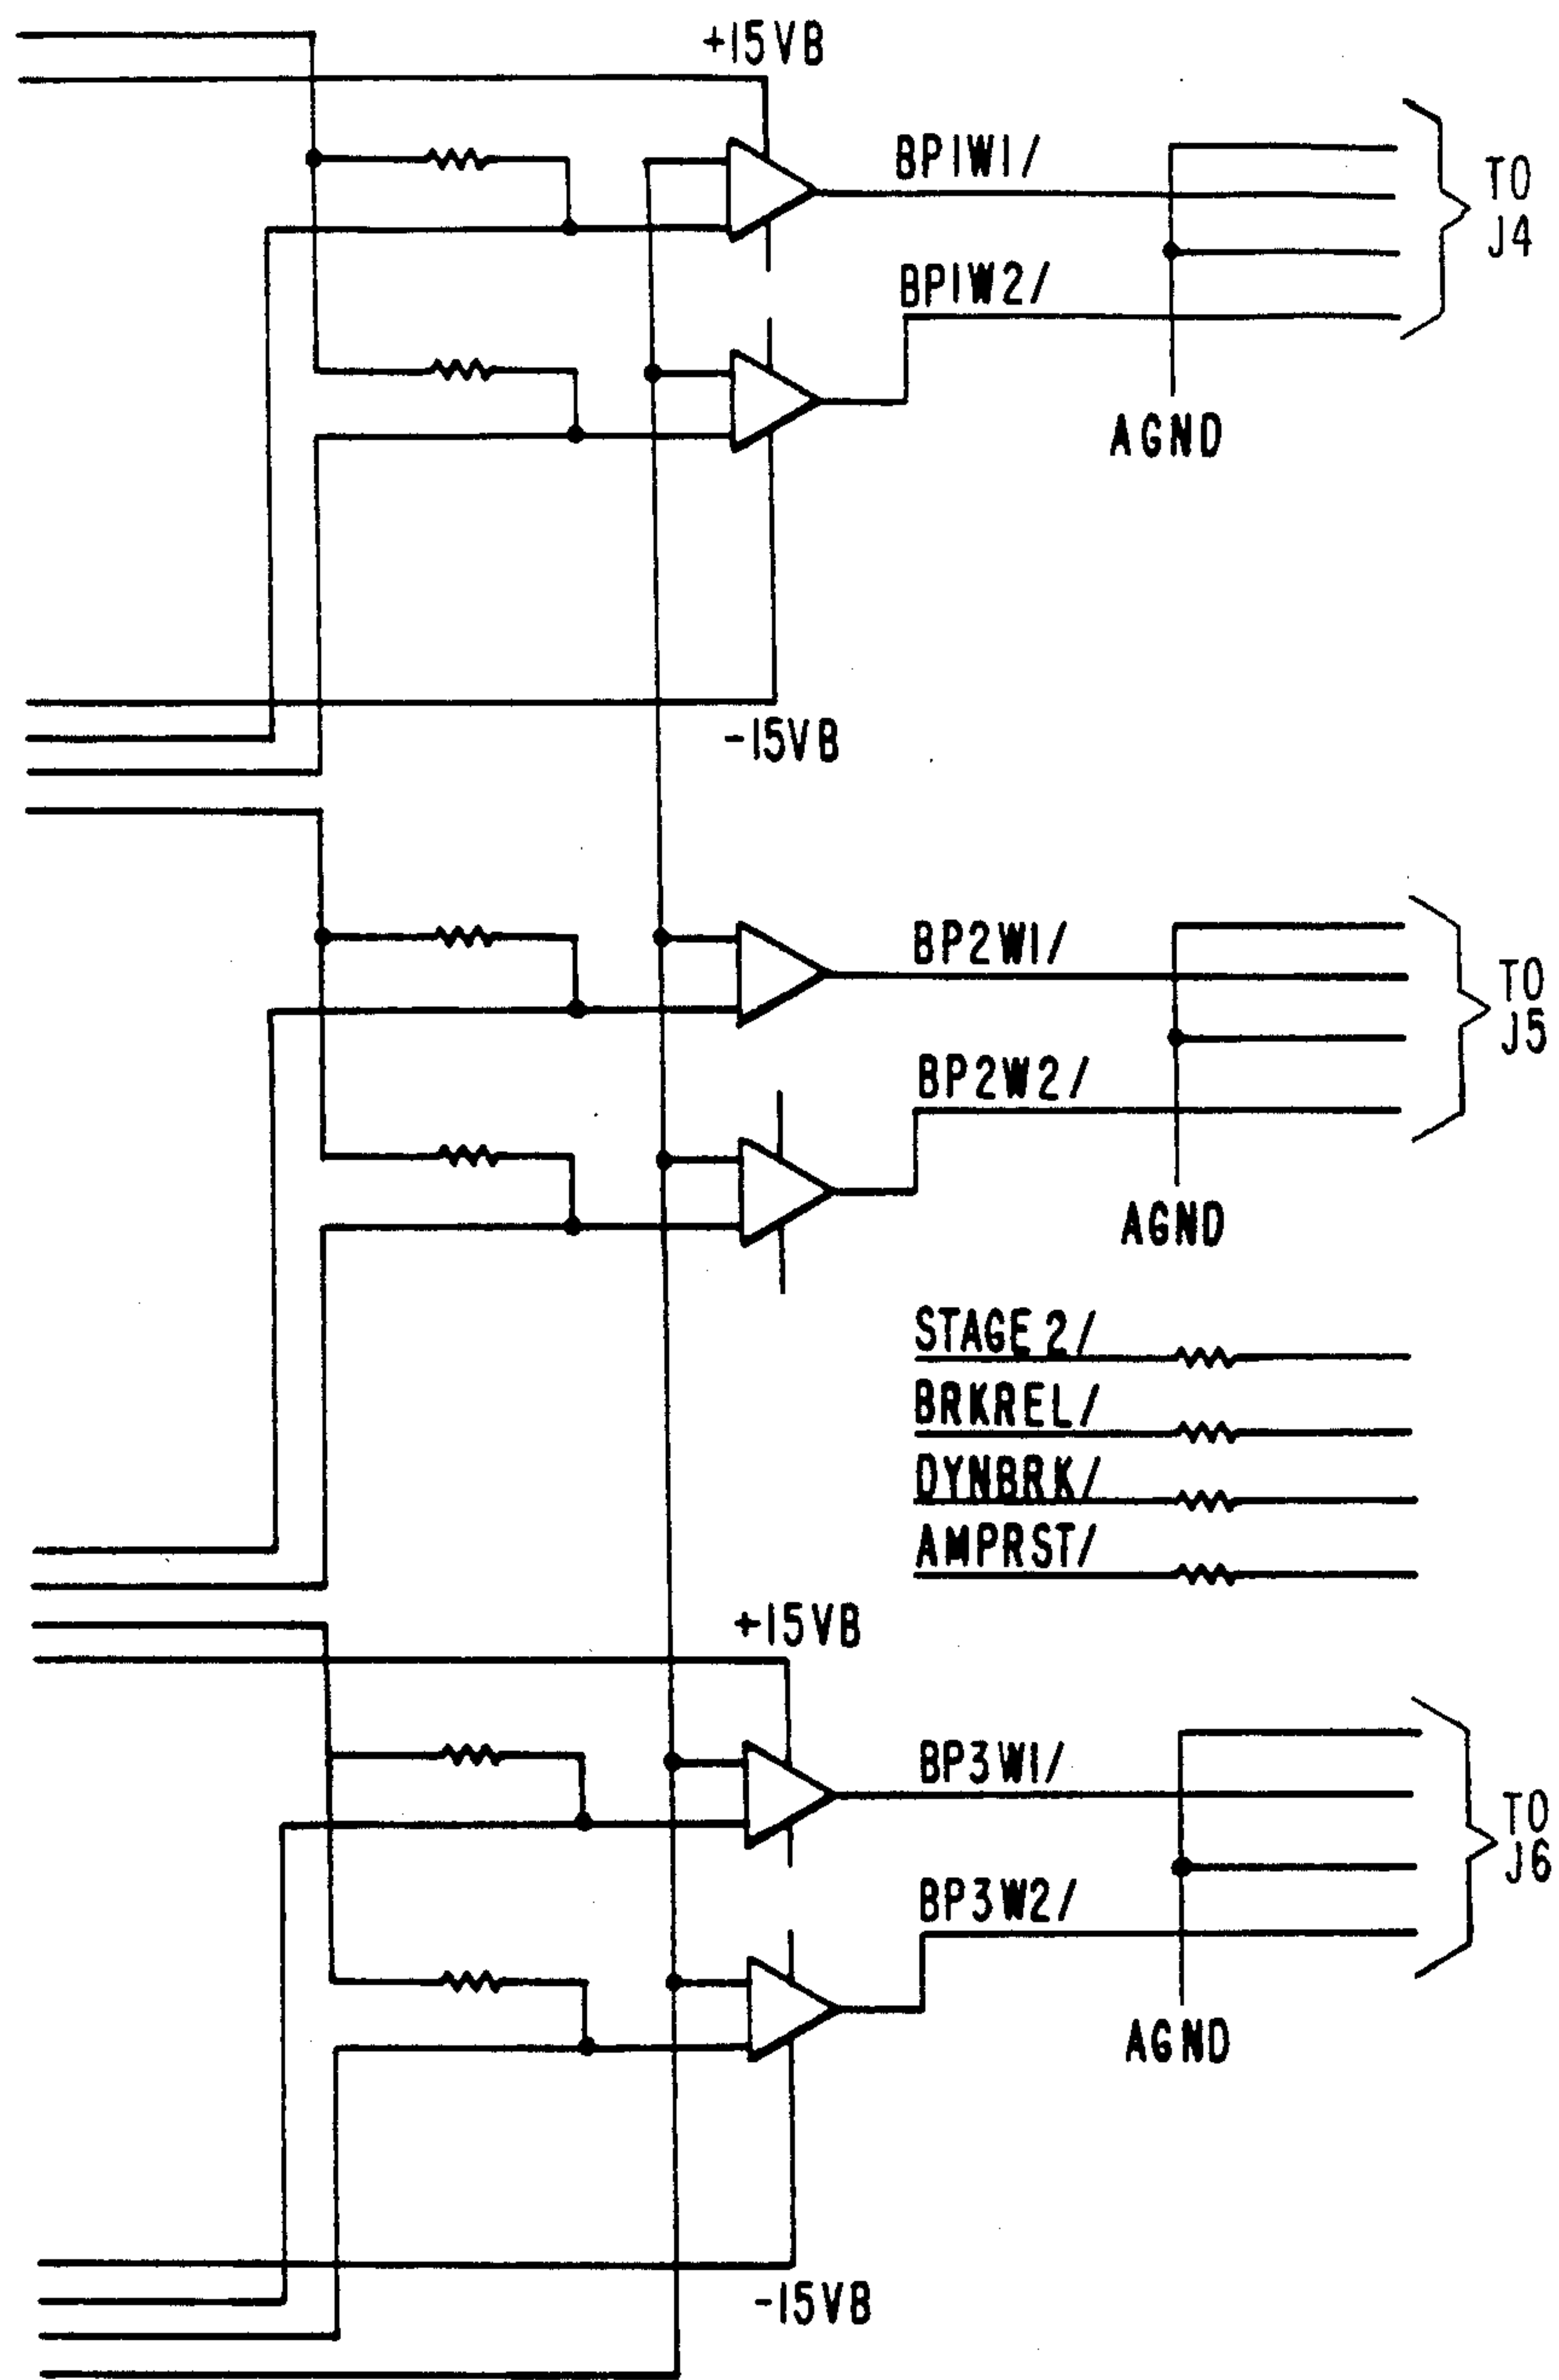 +15VB
BP1W1/
TO
J4
BP1W2/
AGND
-15VB
BP2W1/
TO
J5
BP2W2/
AGND
STAGE 2/
BRKREL/
DYNBRK/
AMPRST/
+15VB
BP3W1/
TO
J6
BP3W2/
AGND
-15VB